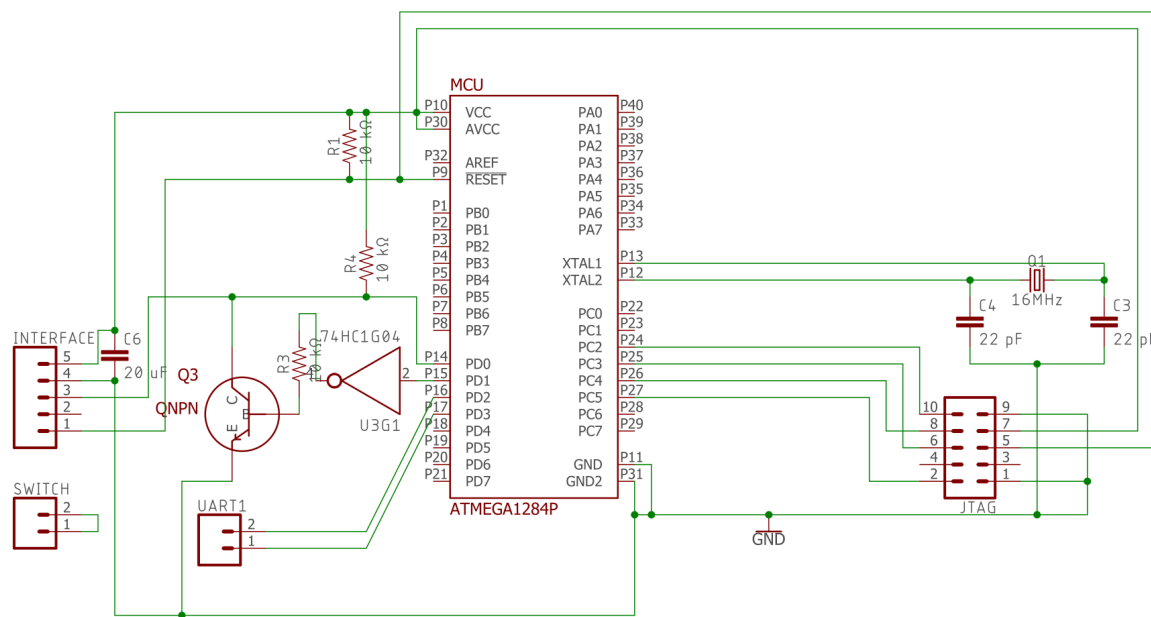 MCU
P10 VCC PA0 P40
P30 AVCC PA1 P39
PA2 P38
P32 AREF PA3 P37
P9 RESET PA4 P36
PA5 P35
P1 PB0 PA6 P34
P2 PB1 PA7 P33
P3 PB2
P4 PB3 XTAL1 P13
P5 PB4 XTAL2 P12
P6 PB5
P7 PB6 PC0 P22
P8 PB7 PC1 P23
PC2 P24
P14 PD0 PC3 P25
P15 PD1 PC4 P26
P16 PD2 PC5 P27
P17 PD3 PC6 P28
P18 PD4 PC7 P29
P19 PD5
P20 PD6 GND P11
P21 PD7 GND2 P31
ATMEGA1284P
R1
10 kΩ
R4
10 kΩ
R3
10 kΩ
74HC1G04
2
U3G1
Q3
QNPN
C
B
E
INTERFACE
5
4
3
2
1
C6
20 uF
SWITCH
2
1
UART1
2
1
Q1
16MHz
C4
22 pF
C3
22 pF
10 9
8 7
6 5
4 3
2 1
JTAG
GND